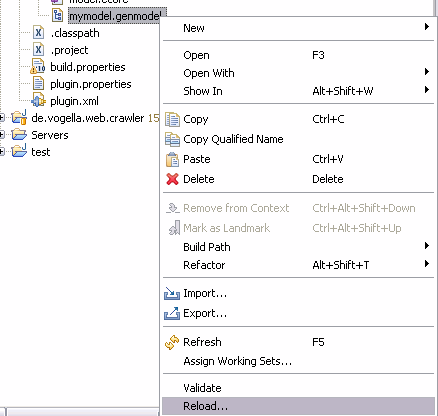 model.ecore
mymodel.genmodel
.classpath
.project
build.properties
plugin.properties
plugin.xml
de.vogella.web.crawler 15
Servers
test
New
Open F3
Open With
Show In Alt+Shift+W
Copy Ctrl+C
Copy Qualified Name
Paste Ctrl+V
Delete Delete
Remove from Context Ctrl+Alt+Shift+Down
Mark as Landmark Ctrl+Alt+Shift+Up
Build Path
Refactor Alt+Shift+T
Import...
Export...
Refresh F5
Assign Working Sets...
Validate
Reload...